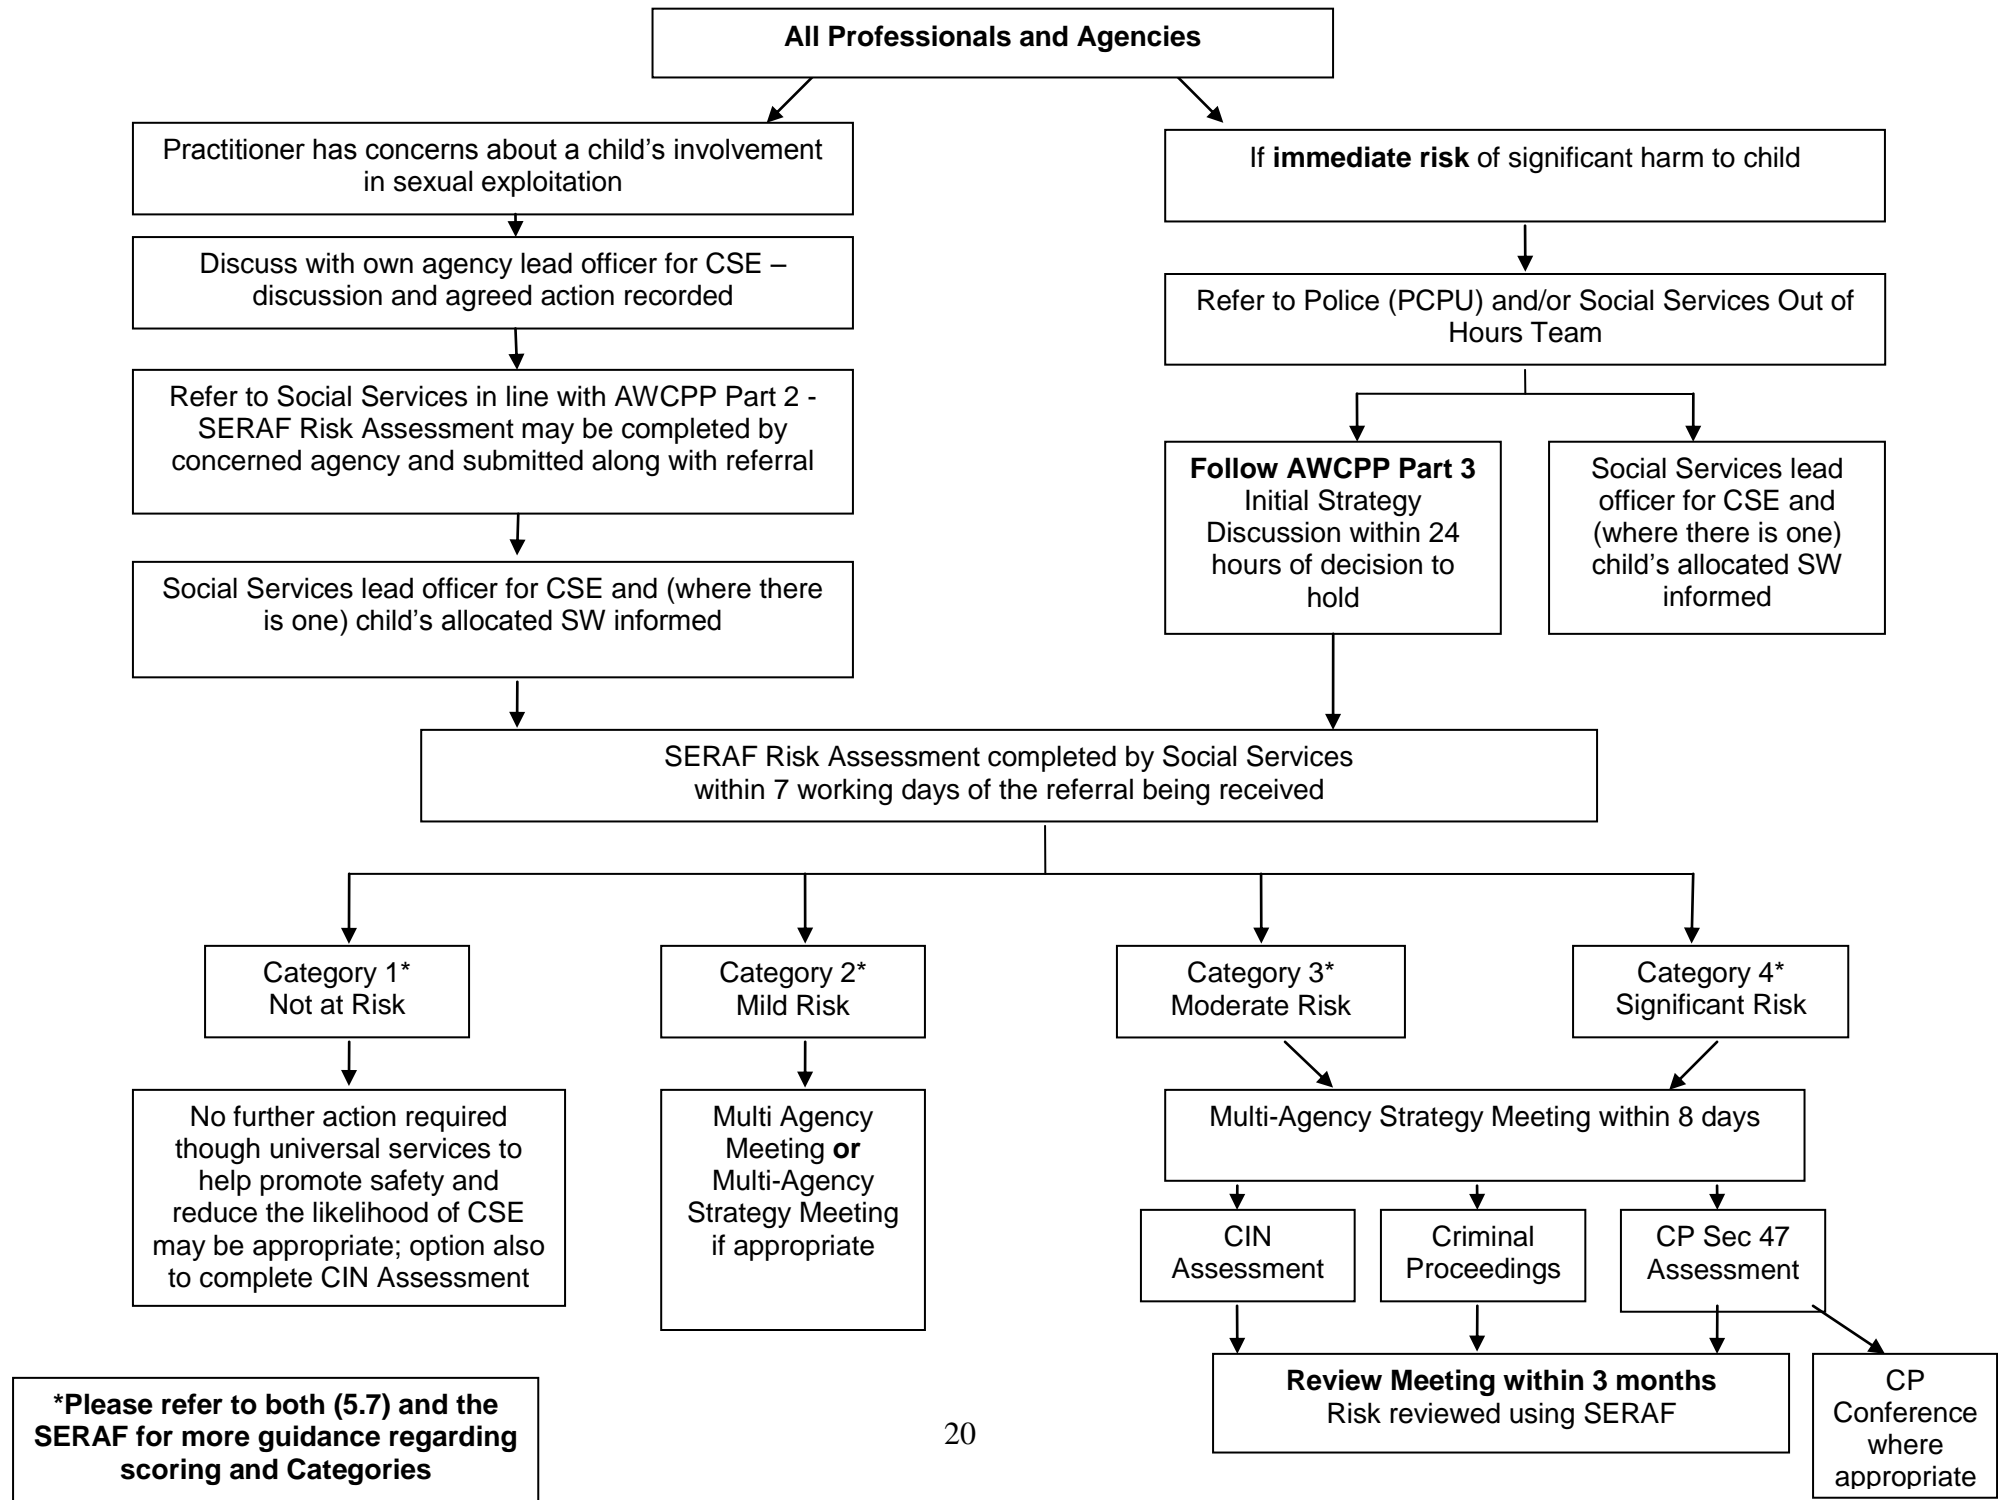 All Professionals and Agencies
Practitioner has concerns about a child's involvement
in sexual exploitation
If immediate risk of significant harm to child
Discuss with own agency lead officer for CSE –
discussion and agreed action recorded
Refer to Police (PCPU) and/or Social Services Out of
Hours Team
Refer to Social Services in line with AWCPP Part 2 -
SERAF Risk Assessment may be completed by
concerned agency and submitted along with referral
Follow AWCPP Part 3
Initial Strategy
Discussion within 24
hours of decision to
hold
Social Services lead
officer for CSE and
(where there is one)
child's allocated SW
informed
Social Services lead officer for CSE and (where there
is one) child's allocated SW informed
SERAF Risk Assessment completed by Social Services
within 7 working days of the referral being received
Category 1*
Not at Risk
Category 2*
Mild Risk
Category 3*
Moderate Risk
Category 4*
Significant Risk
No further action required
though universal services to
help promote safety and
reduce the likelihood of CSE
may be appropriate; option also
to complete CIN Assessment
Multi Agency
Meeting or
Multi-Agency
Strategy Meeting
if appropriate
Multi-Agency Strategy Meeting within 8 days
CIN
Assessment
Criminal
Proceedings
CP Sec 47
Assessment
Review Meeting within 3 months
Risk reviewed using SERAF
CP
Conference
where
appropriate
*Please refer to both (5.7) and the
SERAF for more guidance regarding
scoring and Categories
20